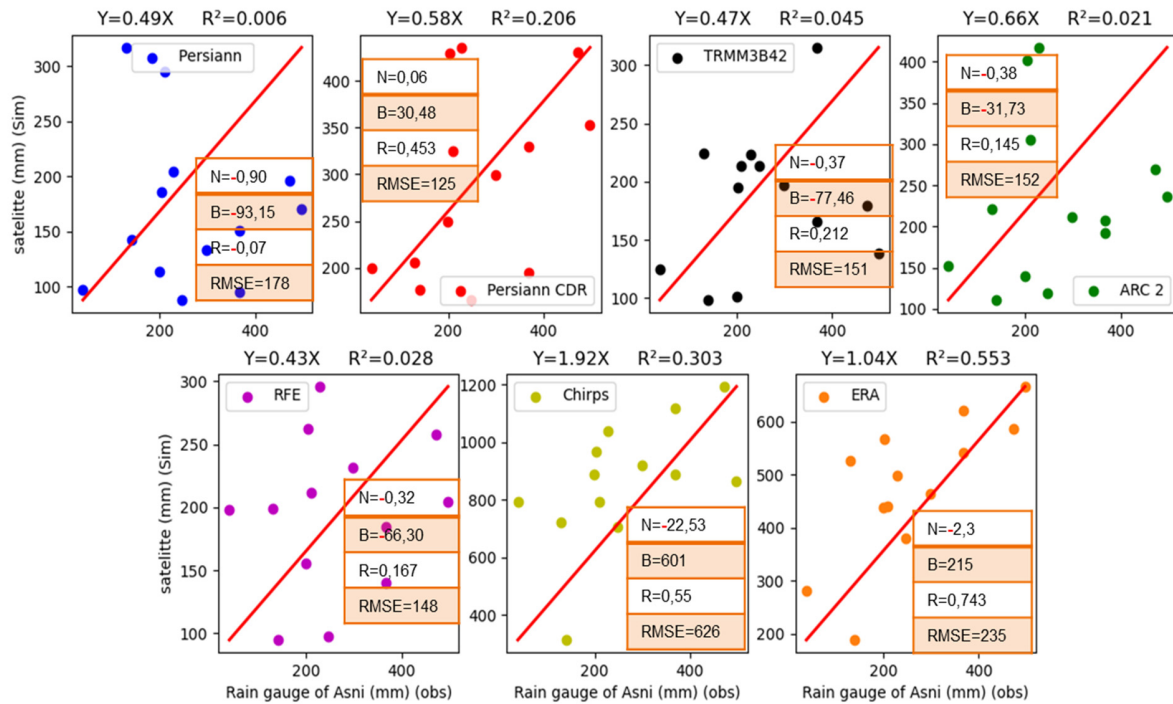 Y=0.49X R²=0.006
Y=0.58X R²=0.206
Y=0.47X R²=0.045
Y=0.66X R²=0.021
satelitte (mm) (Sim)
300
250
200
150
100
Persiann
N=-0,90
B=-93,15
R=-0,07
RMSE=178
200 400
400
350
300
250
200
N=0,06
B=30,48
R=0,453
RMSE=125
Persiann CDR
200 400
300
250
200
150
100
TRMM3B42
N=-0,37
B=-77,46
R=0,212
RMSE=151
200 400
400
350
300
250
200
150
100
N=-0,38
B=-31,73
R=0,145
RMSE=152
ARC 2
200 400
Y=0.43X R²=0.028
Y=1.92X R²=0.303
Y=1.04X R²=0.553
satelitte (mm) (Sim)
300
250
200
150
100
RFE
N=-0,32
B=-66,30
R=0,167
RMSE=148
200 400
Rain gauge of Asni (mm) (obs)
1200
1000
800
600
400
Chirps
N=-22,53
B=601
R=0,55
RMSE=626
200 400
Rain gauge of Asni (mm) (obs)
600
500
400
300
200
ERA
N=-2,3
B=215
R=0,743
RMSE=235
200 400
Rain gauge of Asni (mm) (obs)